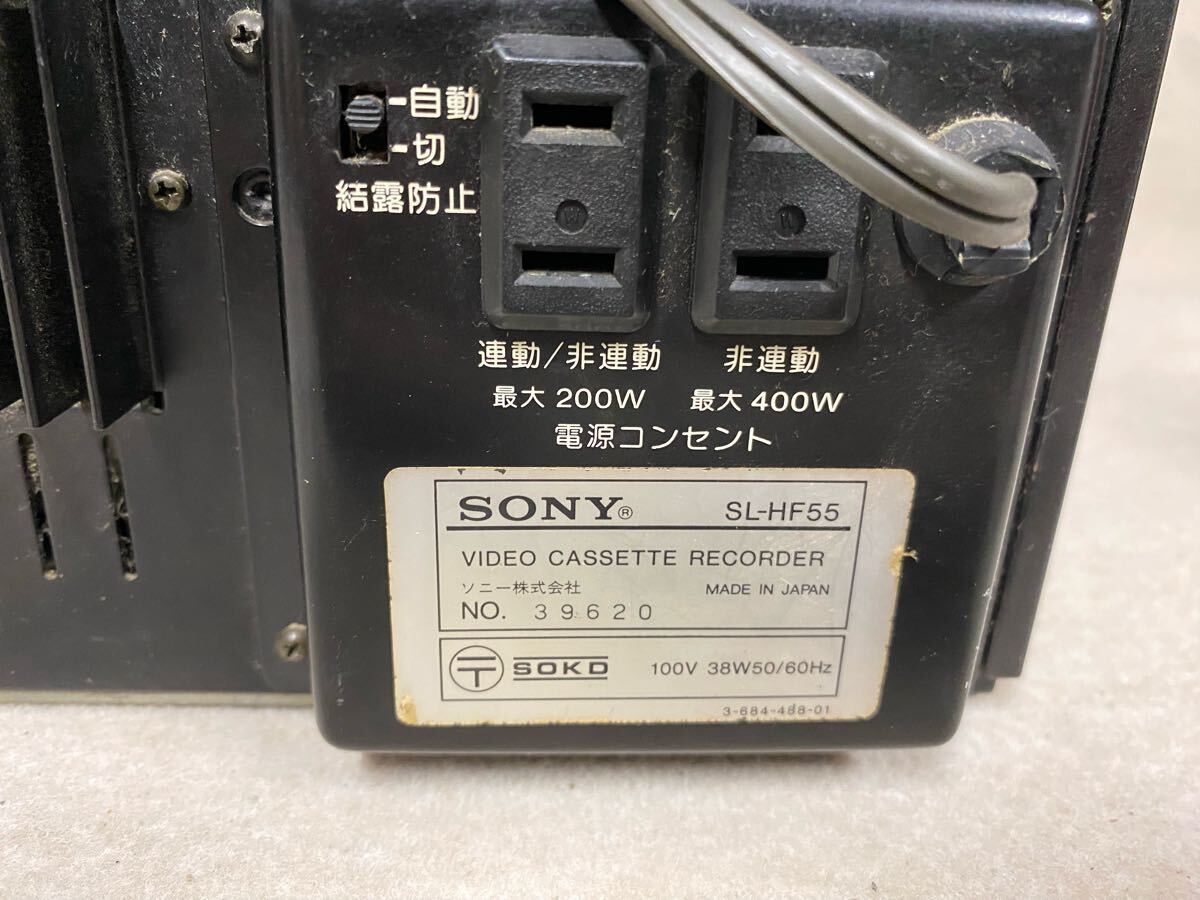 自動
切
結露防止
連動/非連動 非連動
最大 200W 最大 400W
電源コンセント
SONY® SL-HF55
VIDEO CASSETTE RECORDER
ソニー株式会社 MADE IN JAPAN
NO. 39620
〒 SOKD 100V 38W50/60Hz
3-684-488-01